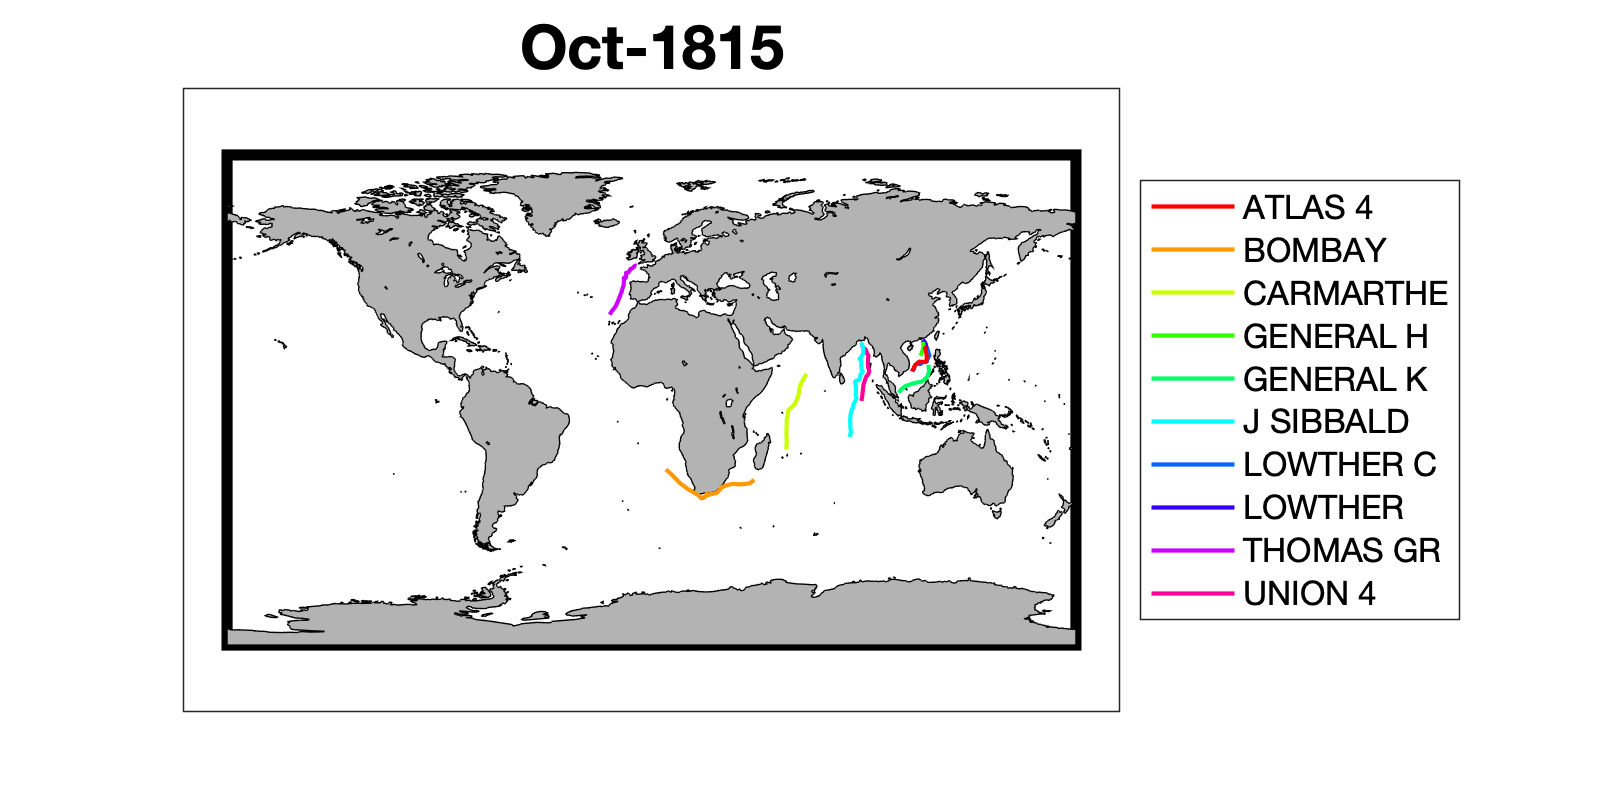 Oct-1815
ATLAS 4
BOMBAY
CARMARTHE
GENERAL H
GENERAL K
J SIBBALD
LOWTHER C
LOWTHER
THOMAS GR
UNION 4